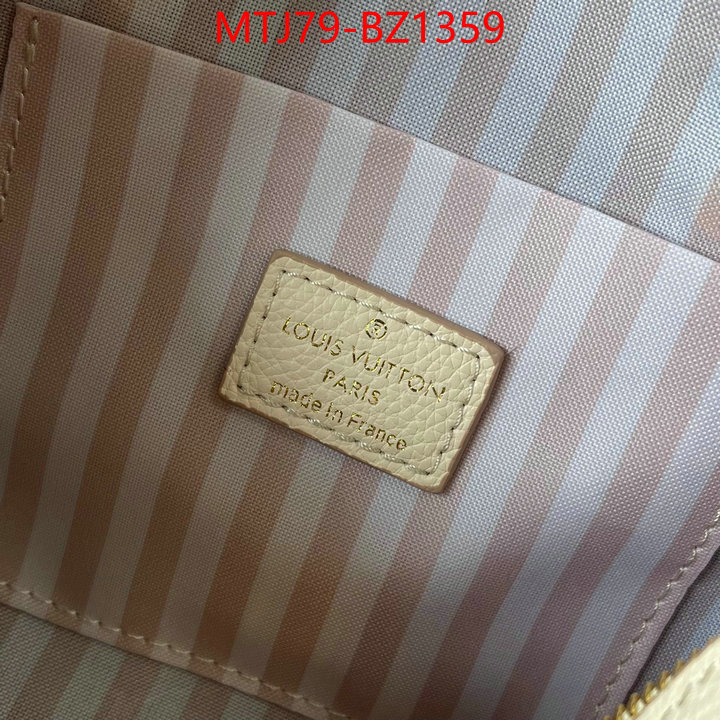 MTJ79-BZ1359
LOUIS VUITTON
PARIS
made in France